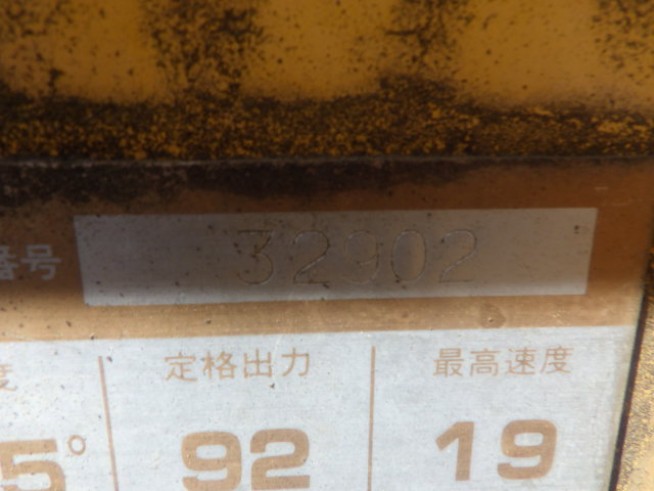 番号 32902
度 定格出力 最高速度
5° 92 19